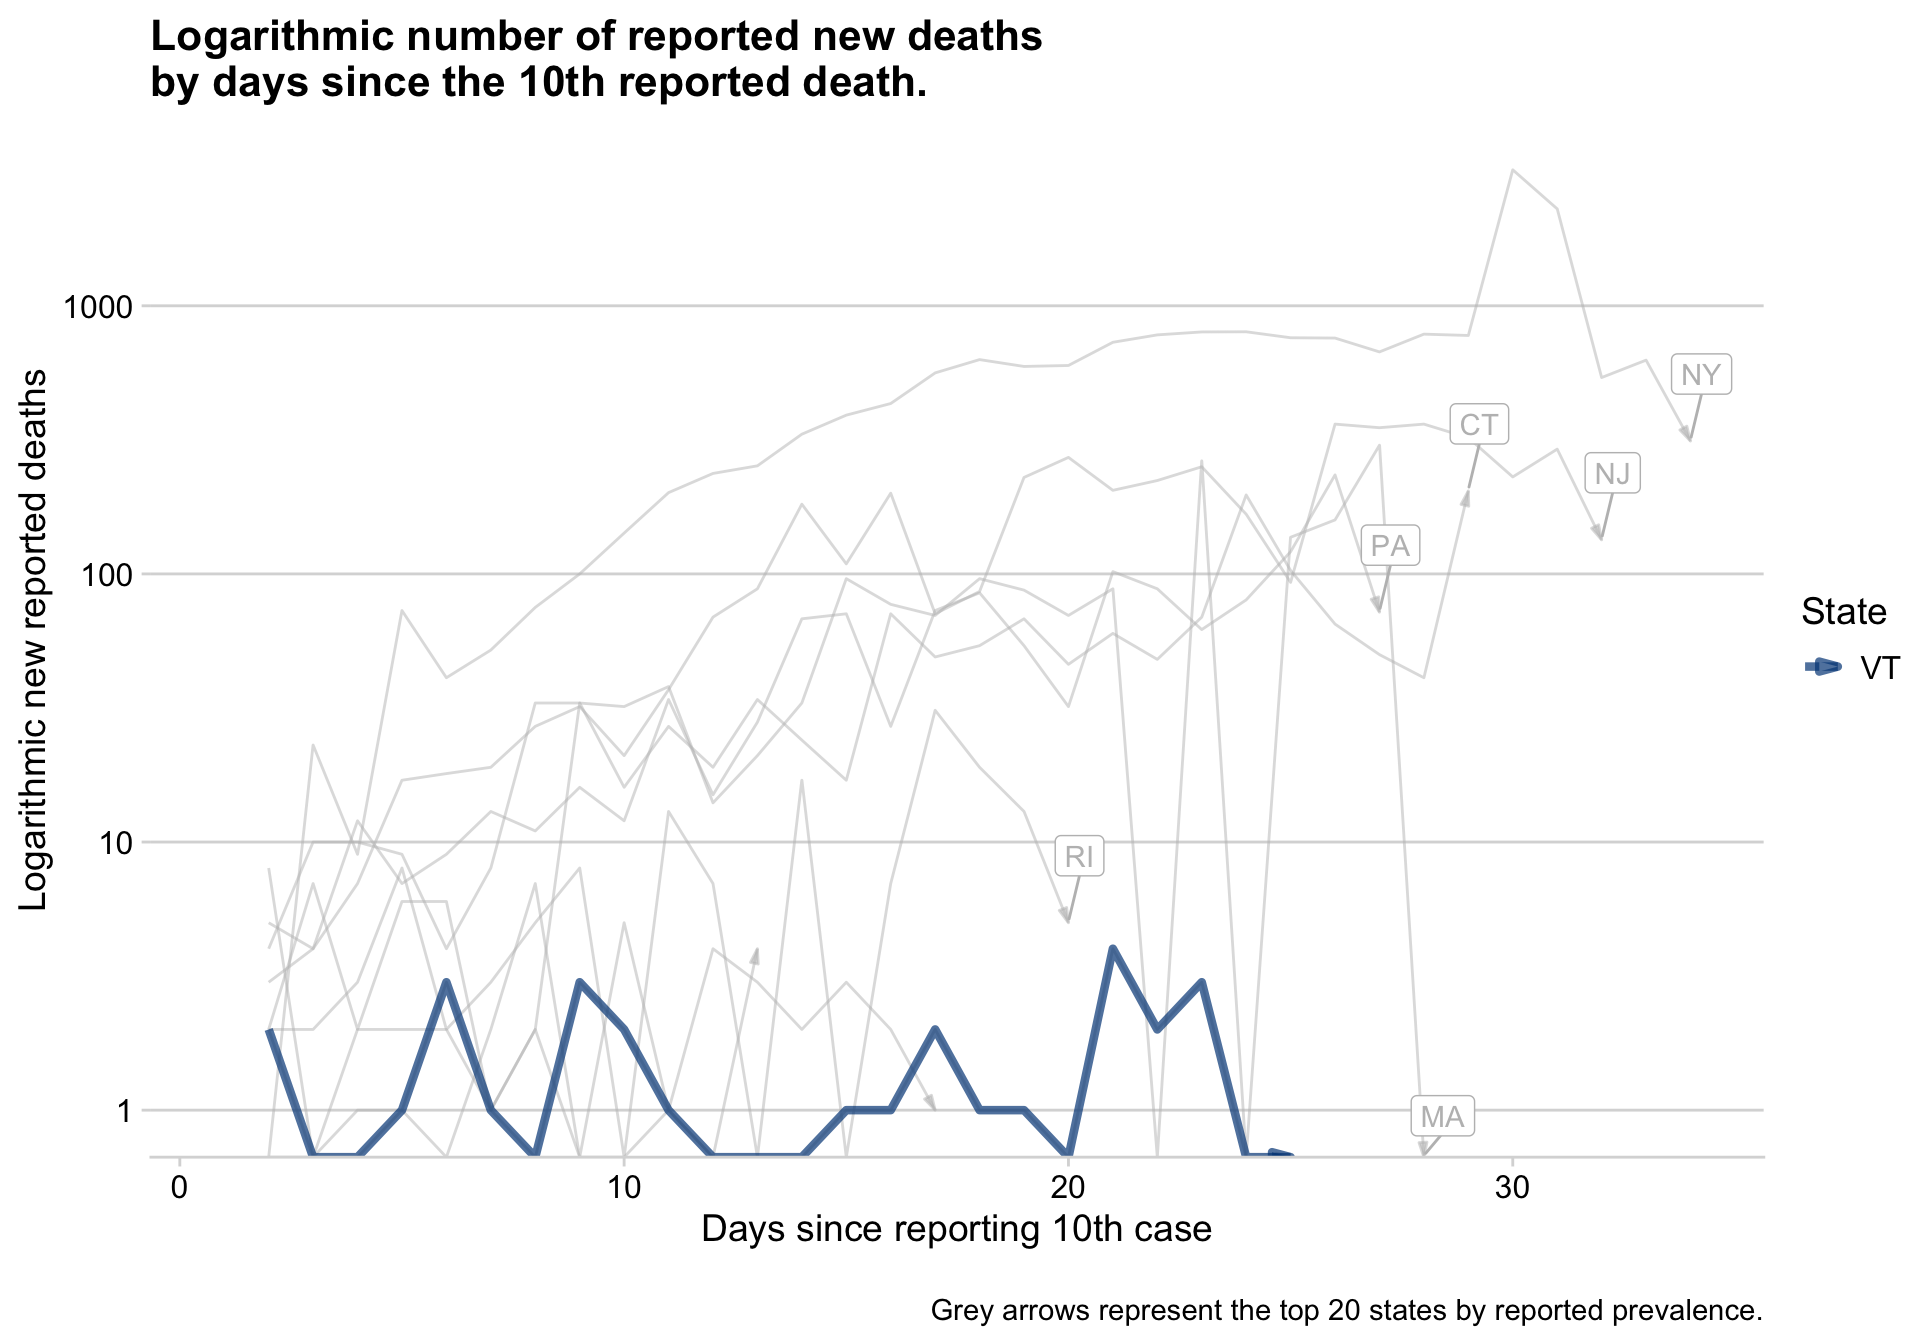 Logarithmic number of reported new deaths
by days since the 10th reported death.
Logarithmic new reported deaths
1000
100
10
1
NY
CT
NJ
PA
RI
MA
State
VT
0
10
20
30
Days since reporting 10th case
Grey arrows represent the top 20 states by reported prevalence.